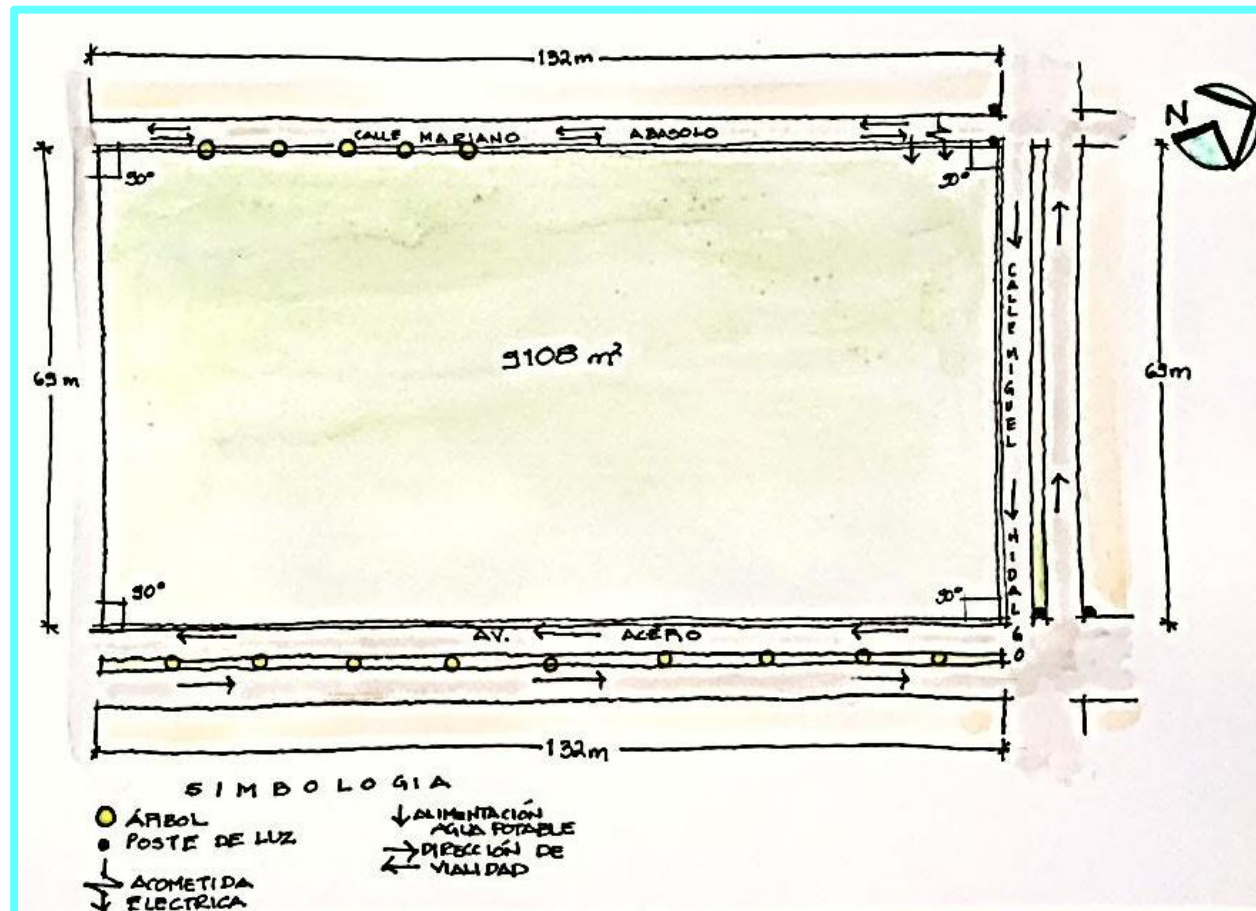 132m
N
CALLE MARIANO ABASOLO
90°
90°
69m
9108 m²
CALLE MIGUEL HIDALGO
69m
90°
90°
AV. ACERO
132m
SIMBOLOGIA
ÁRBOL
POSTE DE LUZ
ACOMETIDA
ELECTRICA
ALIMENTACIÓN
AGUA POTABLE
DIRECCIÓN DE
VIALIDAD